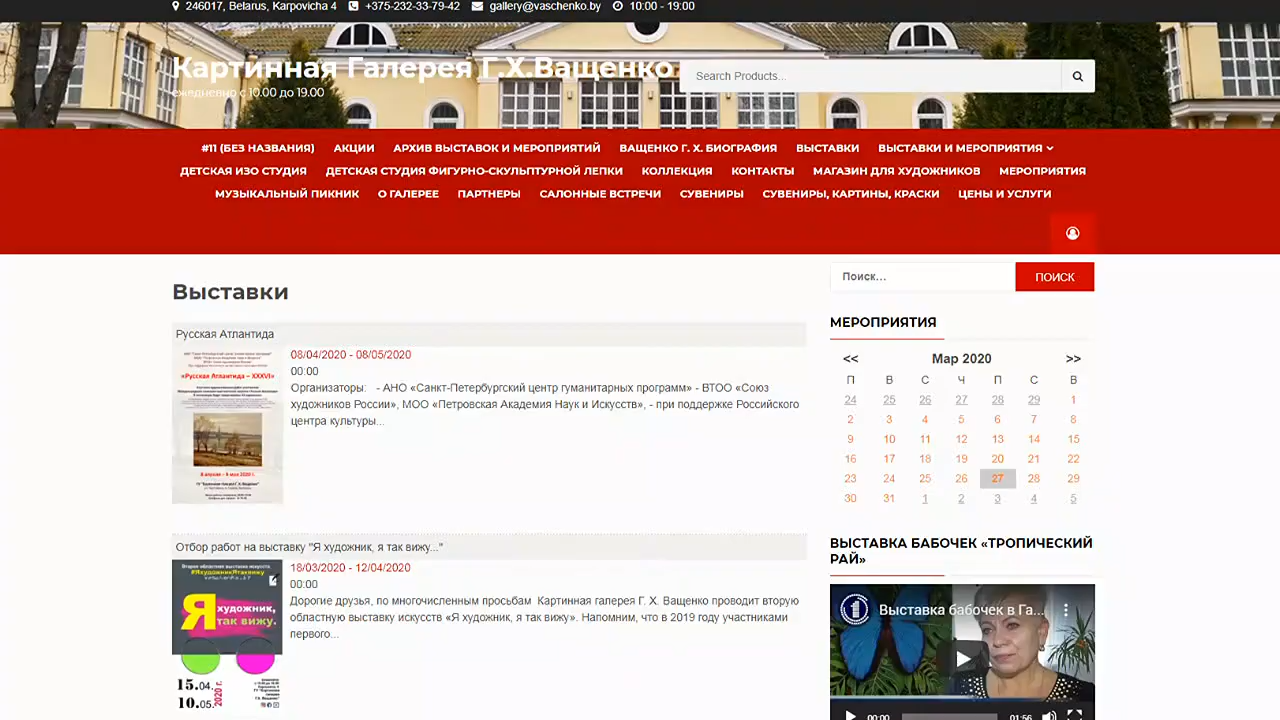 246017, Belarus, Karpovicha 4 +375-232-33-79-42 gallery@vaschenko.by 10:00 - 19:00
Картинная Галерея Г.Х.Ващенко
ежедневно с 10.00 до 19.00
Search Products...
#11 (БЕЗ НАЗВАНИЯ) АКЦИИ АРХИВ ВЫСТАВОК И МЕРОПРИЯТИЙ ВАЩЕНКО Г. Х. БИОГРАФИЯ ВЫСТАВКИ ВЫСТАВКИ И МЕРОПРИЯТИЯ
ДЕТСКАЯ ИЗО СТУДИЯ ДЕТСКАЯ СТУДИЯ ФИГУРНО-СКУЛЬПТУРНОЙ ЛЕПКИ КОЛЛЕКЦИЯ КОНТАКТЫ МАГАЗИН ДЛЯ ХУДОЖНИКОВ МЕРОПРИЯТИЯ
МУЗЫКАЛЬНЫЙ ПИКНИК О ГАЛЕРЕЕ ПАРТНЕРЫ САЛОННЫЕ ВСТРЕЧИ СУВЕНИРЫ СУВЕНИРЫ, КАРТИНЫ, КРАСКИ ЦЕНЫ И УСЛУГИ
Выставки
Русская Атлантида
«Русская Атлантида – XXXVI»
08/04/2020 - 08/05/2020
00:00
Организаторы: - АНО «Санкт-Петербургский центр гуманитарных программ» - ВТОО «Союз
художников России», МОО «Петровская Академия Наук и Искусств», - при поддержке Российского
центра культуры...
Отбор работ на выставку "Я художник, я так вижу..."
Вторая областная выставка искусств
#ЯхудожникЯтаквижу
Я художник,
так вижу.
15.04.
10.05.
2020 г.
18/03/2020 - 12/04/2020
00:00
Дорогие друзья, по многочисленным просьбам Картинная галерея Г. Х. Ващенко проводит вторую
областную выставку искусств «Я художник, я так вижу». Напомним, что в 2019 году участниками
первого...
Поиск... ПОИСК
МЕРОПРИЯТИЯ
<< Мар 2020 >>
П В С Ч П С В
24 25 26 27 28 29 1
2 3 4 5 6 7 8
9 10 11 12 13 14 15
16 17 18 19 20 21 22
23 24 25 26 27 28 29
30 31 1 2 3 4 5
ВЫСТАВКА БАБОЧЕК «ТРОПИЧЕСКИЙ
РАЙ»
Выставка бабочек в Га...
00:00 01:56